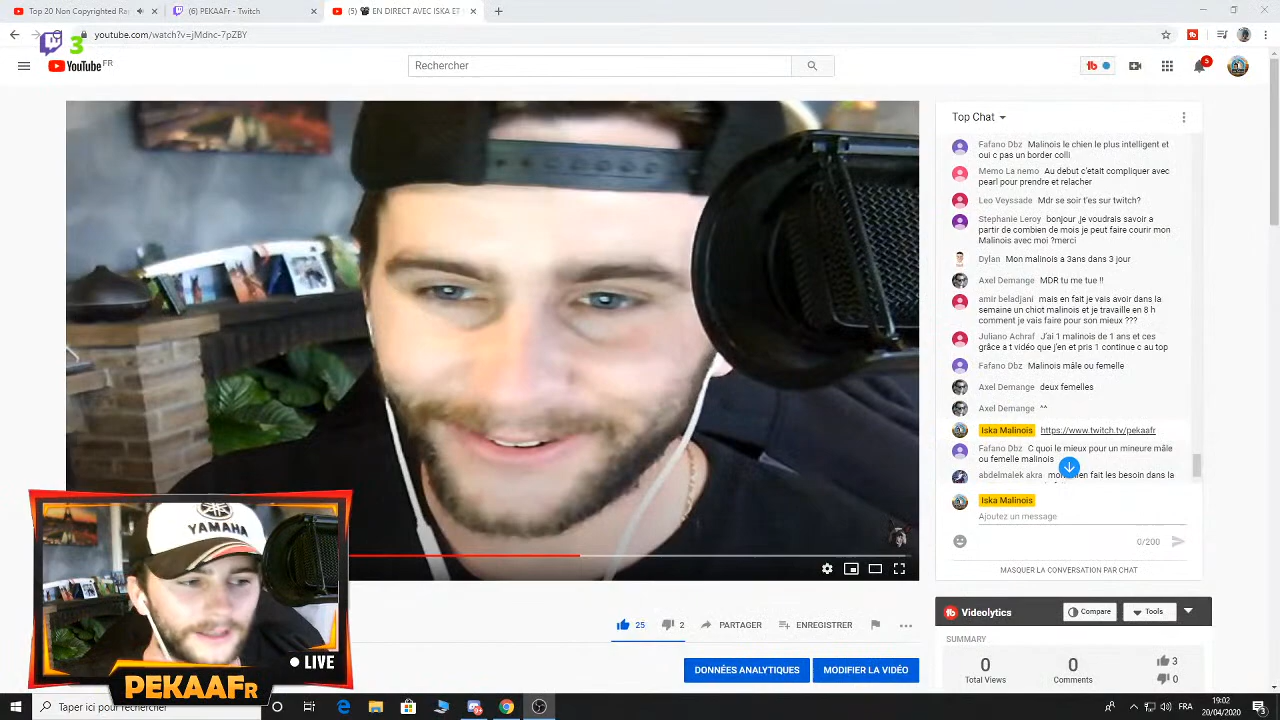 Top 20 Non Copyrighted Ra
(6) PEKAAFr - Twitch
(5) 📽 EN DIRECT AVEC ISKA ET
youtube.com/watch?v=jMdnc-7pZBY
3
YouTube FR
Rechercher
5
Top Chat
Fafano Dbz Malinois le chien le plus intelligent et
oui c pas un border colli
Memo La nemo Au debut c'etait compliquer avec
pearl pour prendre et relacher
Leo Veyssade Mdr se soir t'es sur twitch?
Stephanie Leroy bonjour ,je voudrais savoir a
partir de combien de mois je peut faire courir mon
Malinois avec moi ?merci
Dylan Mon malinois a 3ans dans 3 jour
Axel Demange MDR tu me tue !!
amir beladjani mais en fait je vais avoir dans la
semaine un chiot malinois et je travaille en 8 h
comment je vais faire pour son mieux ???
Juliano Achraf J'ai 1 malinois de 1 ans et ces
grâce a t vidéo que j'en et pris 1 continue c au top
Fafano Dbz Malinois mâle ou femelle
Axel Demange deux femelles
Axel Demange ^^
Iska Malinois https://www.twitch.tv/pekaafr
Fafano Dbz C quoi le mieux pour un mineure mâle
ou femelle malinois
abdelmalek akra fait les besoin dans la
Iska Malinois
Ajoutez un message
0/200
MASQUER LA CONVERSATION PAR CHAT
YAMAHA
LIVE
PEKAAFR
25
2
PARTAGER
ENREGISTRER
DONNÉES ANALYTIQUES
MODIFIER LA VIDÉO
Videolytics
Compare
Tools
SUMMARY
0
Total Views
0
Comments
3
0
Taper ici pour rechercher
FR
19:02
20/04/2020